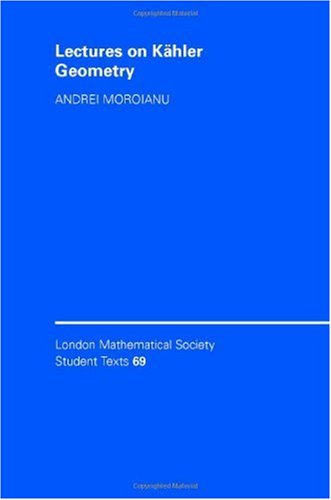 Lectures on Kähler
Geometry
ANDREI MOROIANU
London Mathematical Society
Student Texts 69